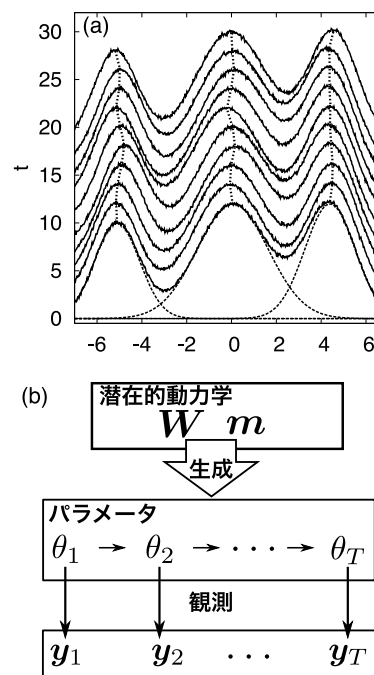 (a)
30
25
20
15
10
5
0
t
-6 -4 -2 0 2 4 6
(b)
潜在的動力学
W m
生成
パラメータ
θ1 → θ2 → · · · → θT
観測
y1 y2 · · · yT